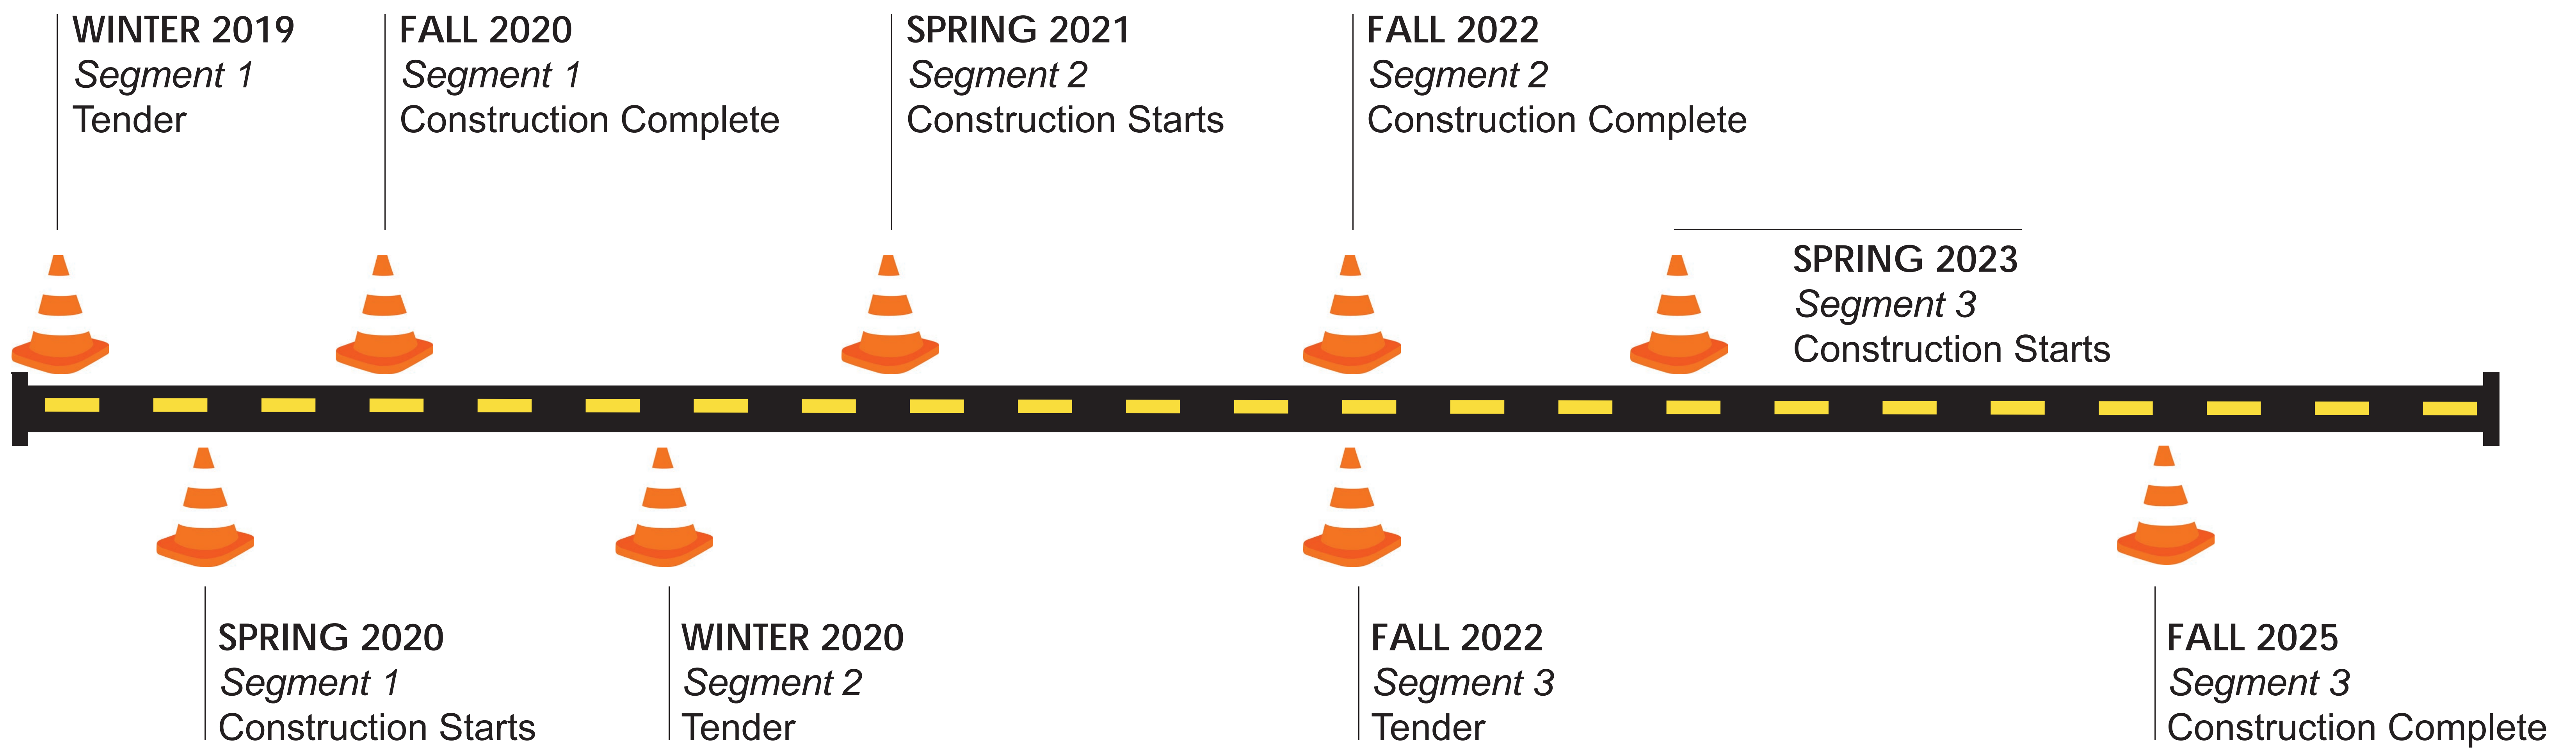 WINTER 2019
Segment 1
Tender
FALL 2020
Segment 1
Construction Complete
SPRING 2021
Segment 2
Construction Starts
FALL 2022
Segment 2
Construction Complete
SPRING 2023
Segment 3
Construction Starts
SPRING 2020
Segment 1
Construction Starts
WINTER 2020
Segment 2
Tender
FALL 2022
Segment 3
Tender
FALL 2025
Segment 3
Construction Complete